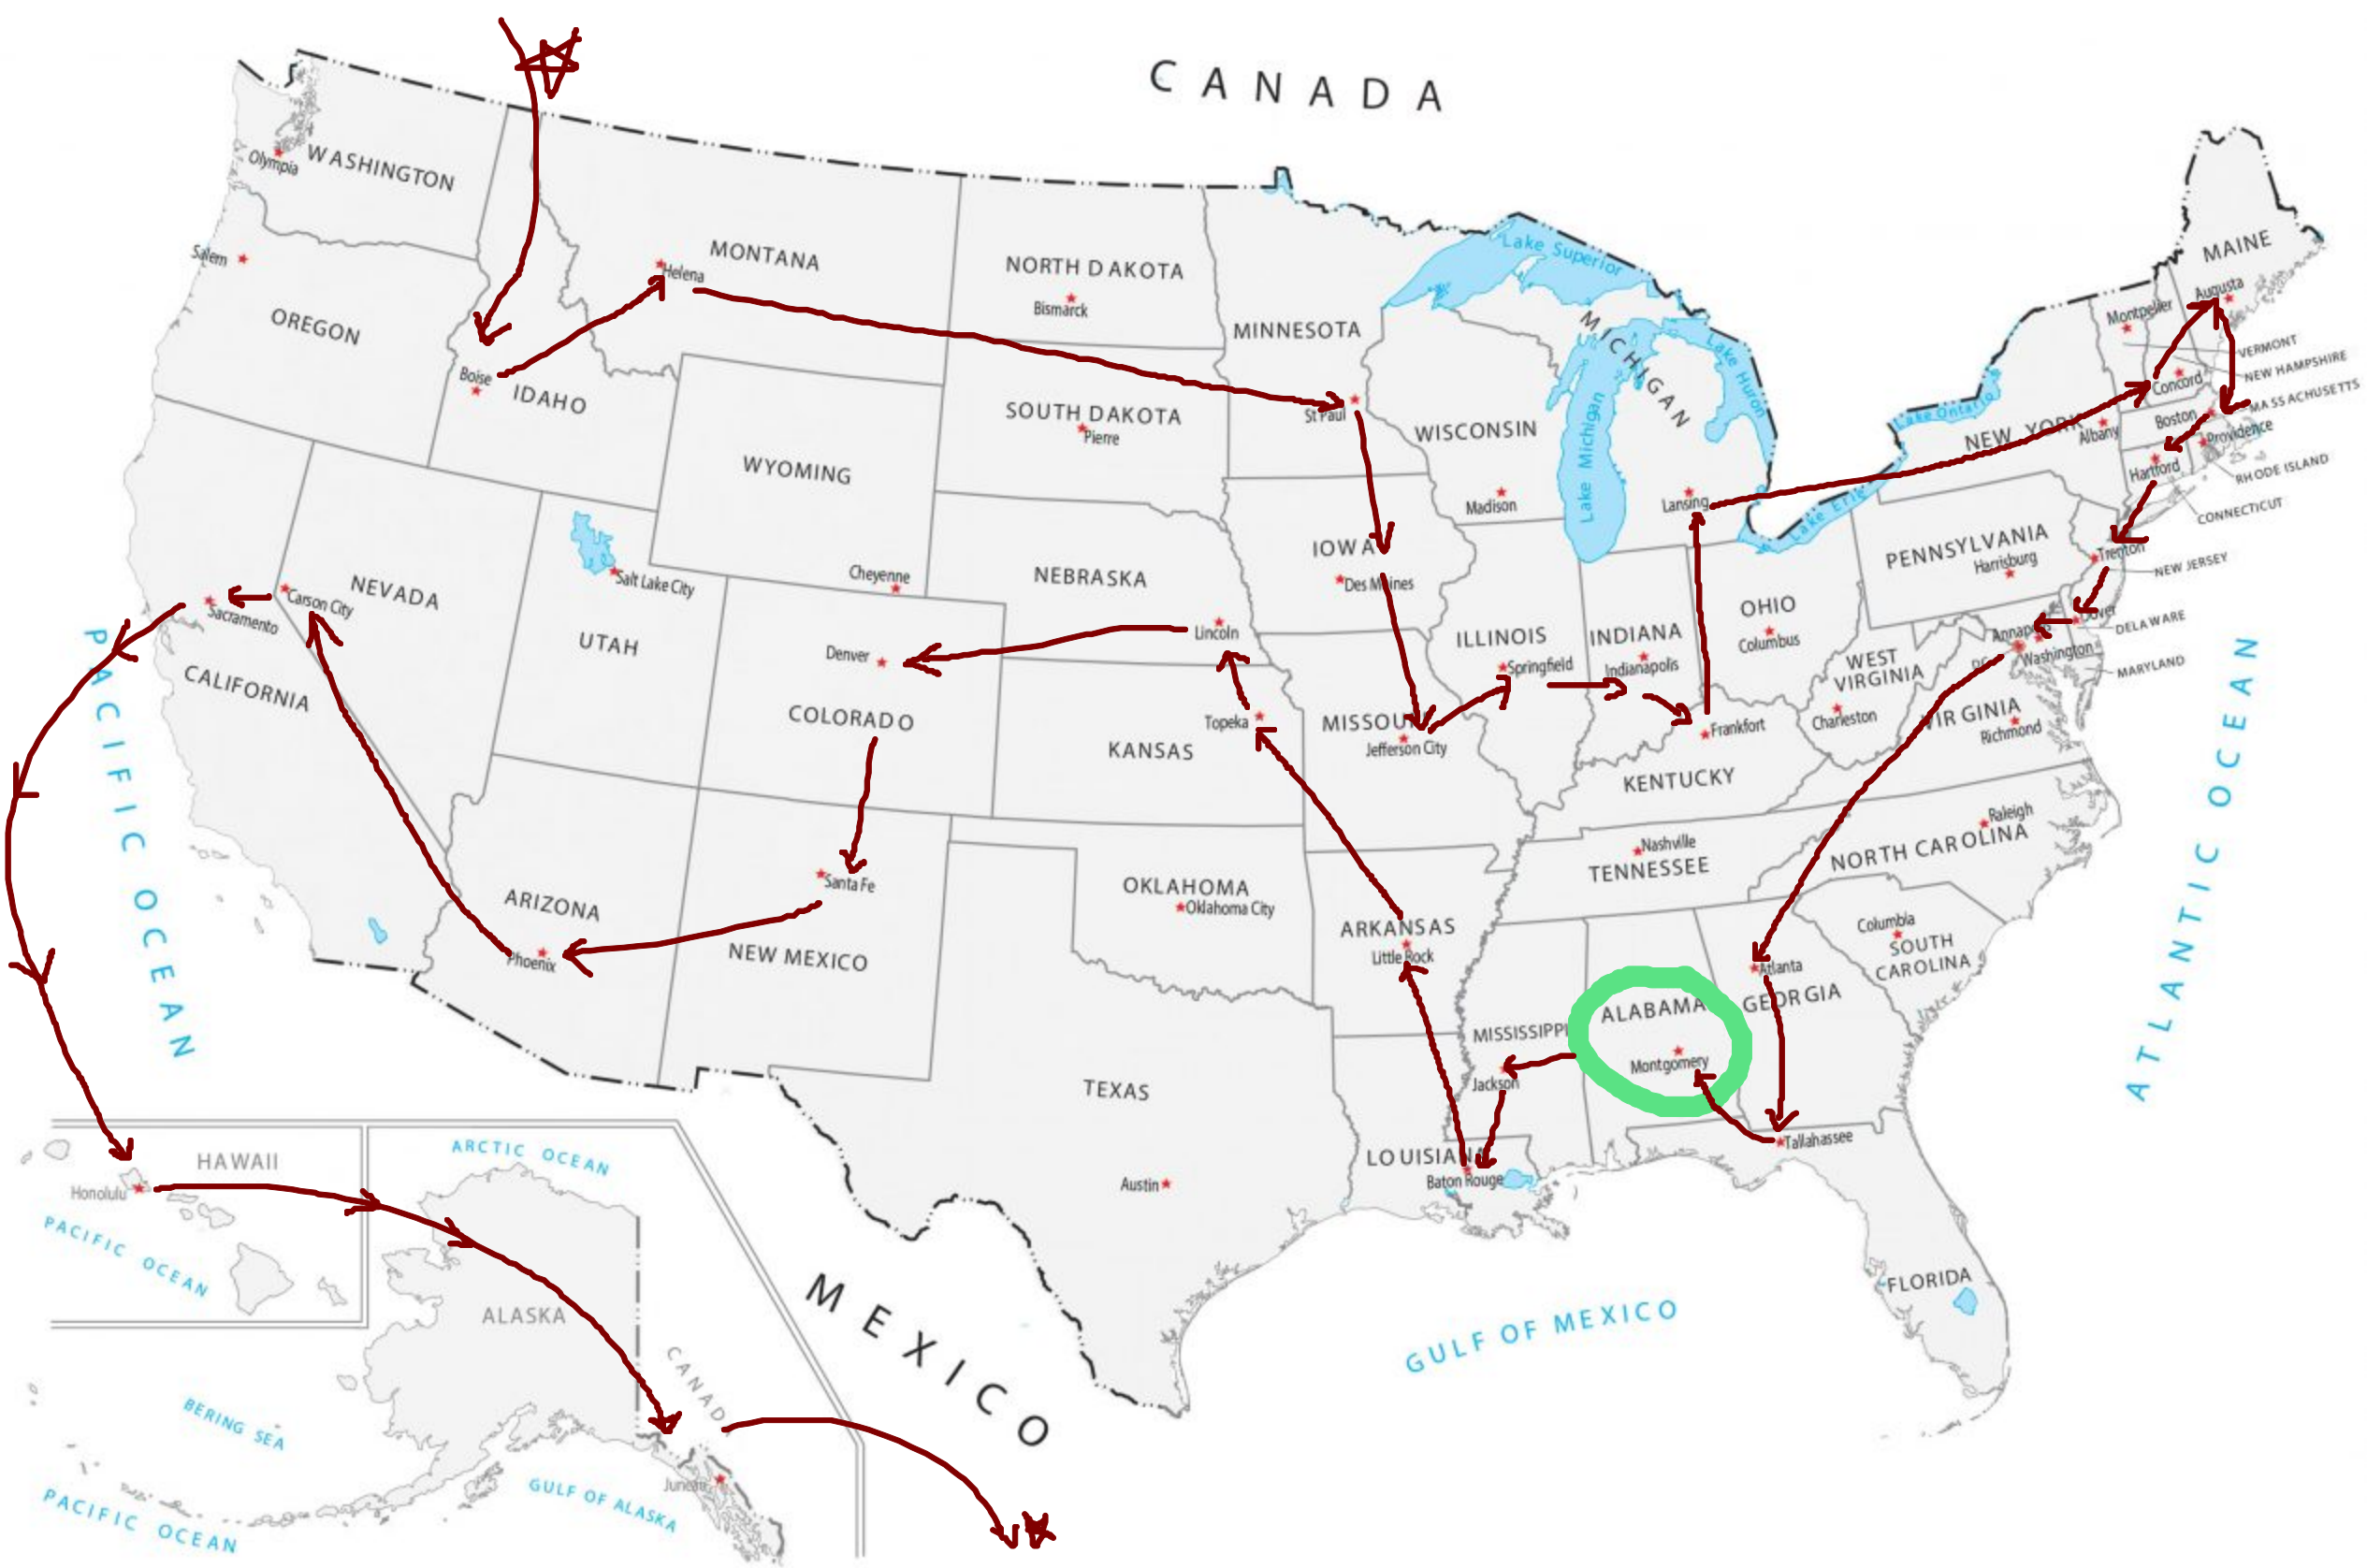 CANADA
WASHINGTON
Olympia
Salem
OREGON
MONTANA
Helena
NORTH DAKOTA
Bismarck
MINNESOTA
St Paul
Lake Superior
MICHIGAN
Lake Huron
Lake Michigan
MAINE
Augusta
Montpelier
VERMONT
NEW HAMPSHIRE
Concord
MASSACHUSETTS
Boston
Providence
Lake Ontario
NEW YORK
Albany
Hartford
RHODE ISLAND
CONNECTICUT
Boise
IDAHO
SOUTH DAKOTA
Pierre
WISCONSIN
Madison
Lansing
Lake Erie
WYOMING
Cheyenne
IOWA
Des Moines
PENNSYLVANIA
Harrisburg
Trenton
NEW JERSEY
Dover
DELAWARE
Annapolis
Washington
DC
MARYLAND
NEVADA
Carson City
Sacramento
CALIFORNIA
Salt Lake City
UTAH
NEBRASKA
Lincoln
Denver
COLORADO
ILLINOIS
Springfield
INDIANA
Indianapolis
OHIO
Columbus
WEST
VIRGINIA
Charleston
VIRGINIA
Richmond
Topeka
KANSAS
MISSOURI
Jefferson City
Frankfort
KENTUCKY
PACIFIC OCEAN
ATLANTIC OCEAN
Nashville
TENNESSEE
Raleigh
NORTH CAROLINA
ARIZONA
Phoenix
Santa Fe
NEW MEXICO
OKLAHOMA
Oklahoma City
ARKANSAS
Little Rock
Columbia
SOUTH
CAROLINA
Atlanta
GEORGIA
ALABAMA
Montgomery
MISSISSIPPI
Jackson
TEXAS
Austin
LOUISIANA
Baton Rouge
Tallahassee
FLORIDA
GULF OF MEXICO
MEXICO
HAWAII
Honolulu
PACIFIC OCEAN
ARCTIC OCEAN
ALASKA
CANADA
BERING SEA
Juneau
GULF OF ALASKA
PACIFIC OCEAN